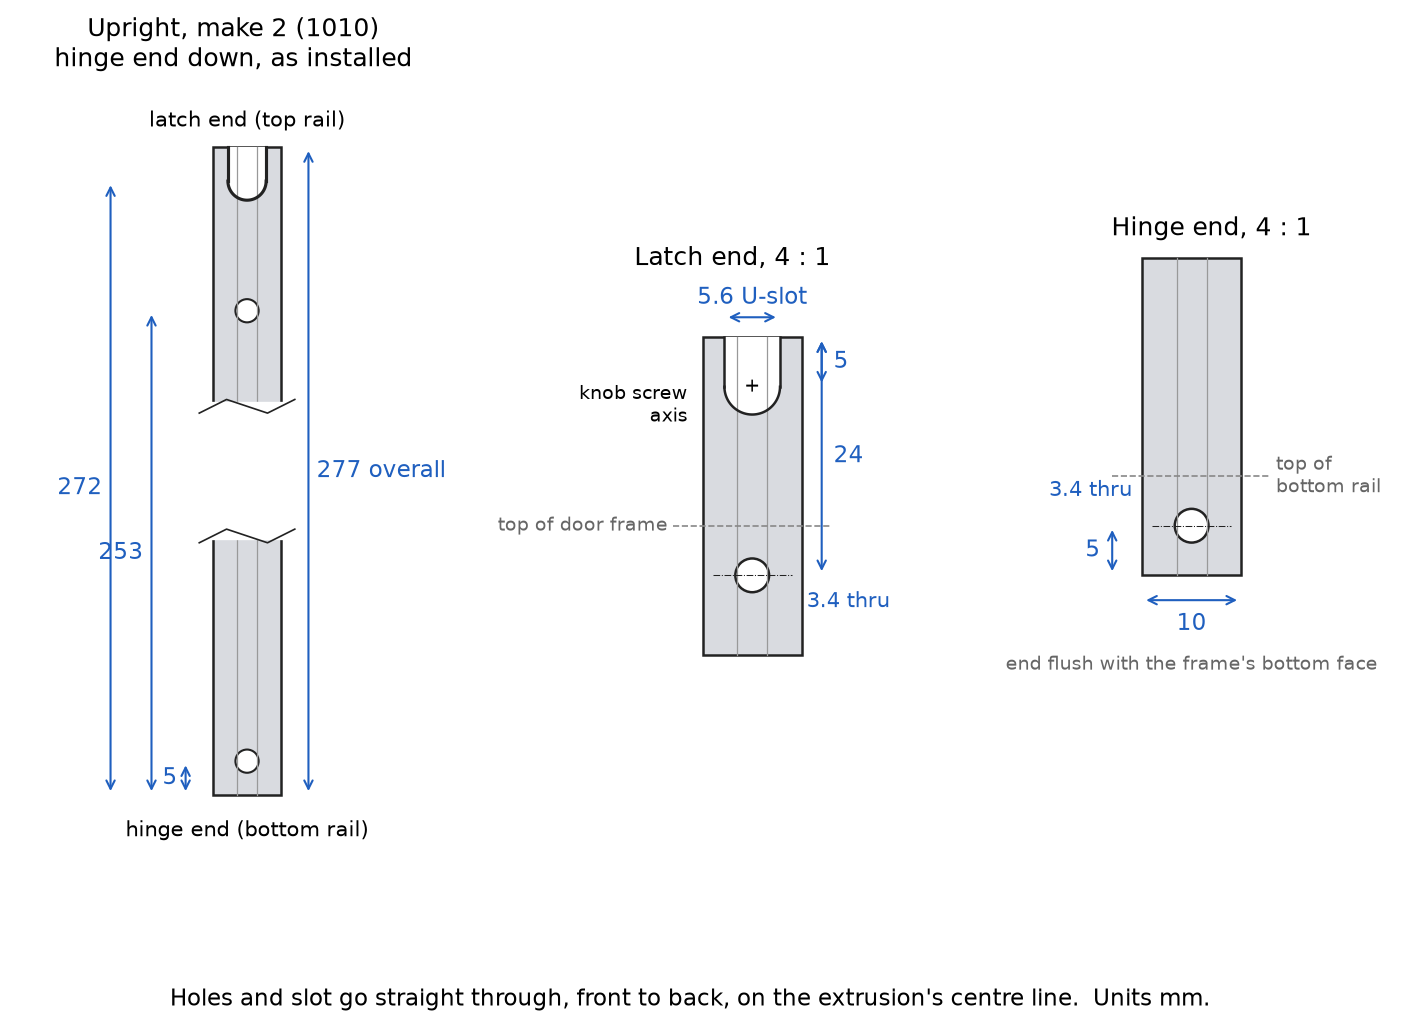 Upright, make 2 (1010)
hinge end down, as installed
latch end (top rail)
272
253
277 overall
5
hinge end (bottom rail)
Latch end, 4 : 1
5.6 U-slot
5
knob screw
axis
24
top of door frame
3.4 thru
Hinge end, 4 : 1
top of
bottom rail
3.4 thru
5
10
end flush with the frame's bottom face
Holes and slot go straight through, front to back, on the extrusion's centre line.  Units mm.